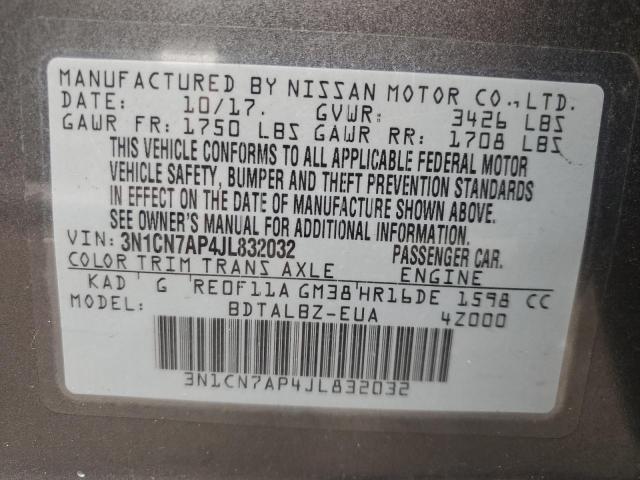 MANUFACTURED BY NISSAN MOTOR CO., LTD.
DATE: 10/17. GVWR: 3426 LBS
GAWR FR: 1750 LBS GAWR RR: 1708 LBS
THIS VEHICLE CONFORMS TO ALL APPLICABLE FEDERAL MOTOR
VEHICLE SAFETY, BUMPER AND THEFT PREVENTION STANDARDS
IN EFFECT ON THE DATE OF MANUFACTURE SHOWN ABOVE.
SEE OWNER'S MANUAL FOR ADDITIONAL INFORMATION.
VIN: 3N1CN7AP4JL832032 PASSENGER CAR.
COLOR TRIM TRANS AXLE ENGINE
KAD ' G ' RE0F11A GM38'HR16DE 1598 CC
MODEL: BDTALBZ-EUA 4Z000
3N1CN7AP4JL832032